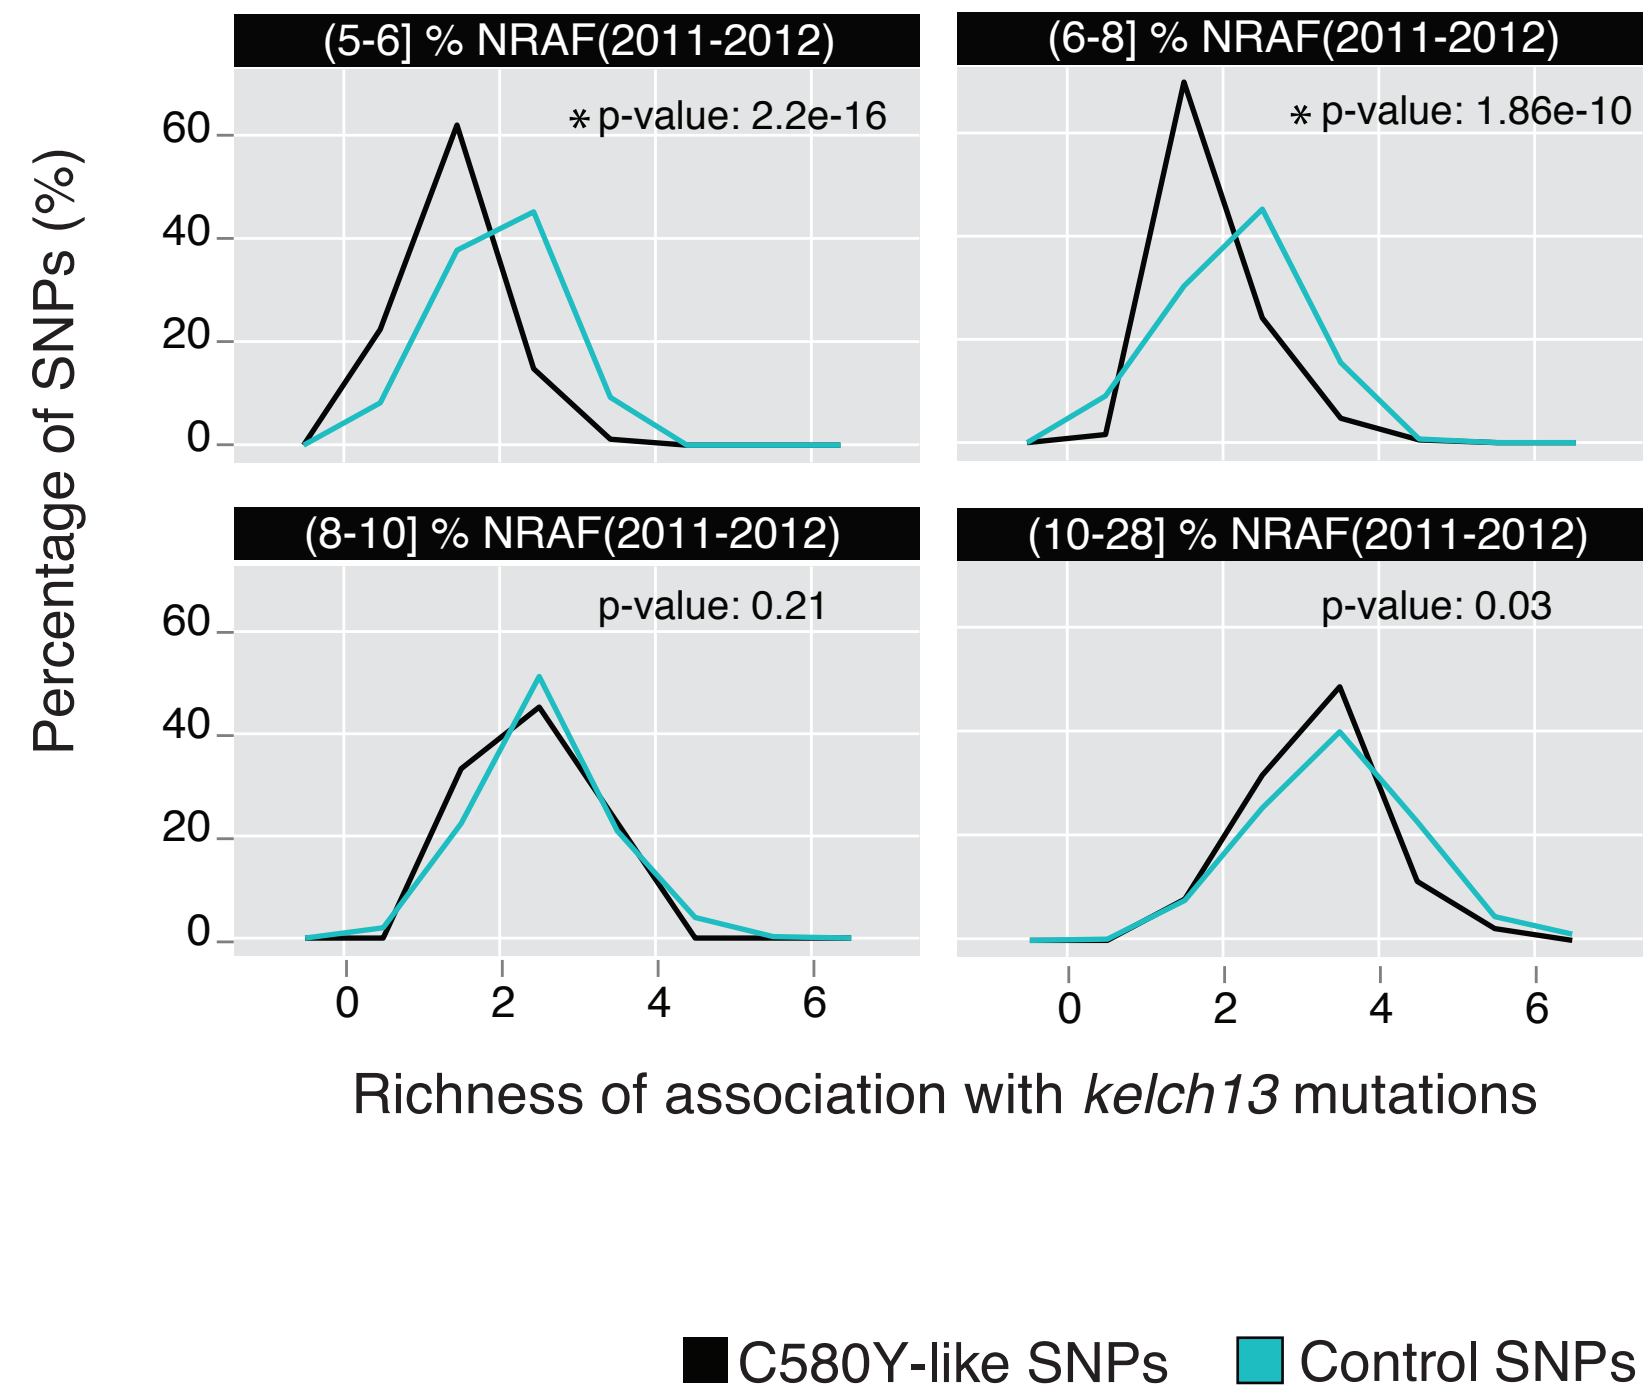 (5-6] % NRAF(2011-2012)
(6-8] % NRAF(2011-2012)
* p-value: 2.2e-16
* p-value: 1.86e-10
60
40
20
0
Percentage of SNPs (%)
(8-10] % NRAF(2011-2012)
(10-28] % NRAF(2011-2012)
p-value: 0.21
p-value: 0.03
60
40
20
0
0 2 4 6
0 2 4 6
Richness of association with kelch13 mutations
C580Y-like SNPs
Control SNPs